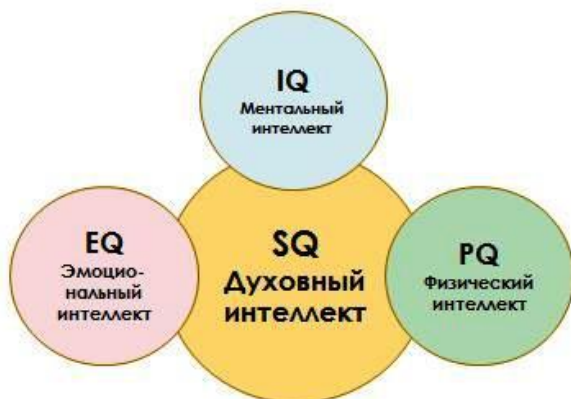 IQ
Ментальный
интеллект
EQ
Эмоцио-
нальный
интеллект
SQ
Духовный
интеллект
PQ
Физический
интеллект